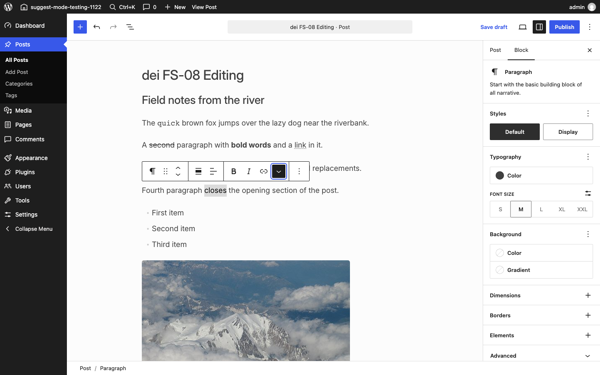 suggest-mode-testing-1122 Ctrl+K 0 New View Post admin
Dashboard
Posts
All Posts
Add Post
Categories
Tags
Media
Pages
Comments
Appearance
Plugins
Users
Tools
Settings
Collapse Menu
dei FS-08 Editing · Post
Save draft
Publish
dei FS-08 Editing
Field notes from the river
The quick brown fox jumps over the lazy dog near the riverbank.
A second paragraph with bold words and a link in it.
replacements.
B I
Fourth paragraph closes the opening section of the post.
First item
Second item
Third item
Post / Paragraph
Post Block
Paragraph
Start with the basic building block of all narrative.
Styles
Default Display
Typography
Color
FONT SIZE
S M L XL XXL
Background
Color
Gradient
Dimensions
Borders
Elements
Advanced